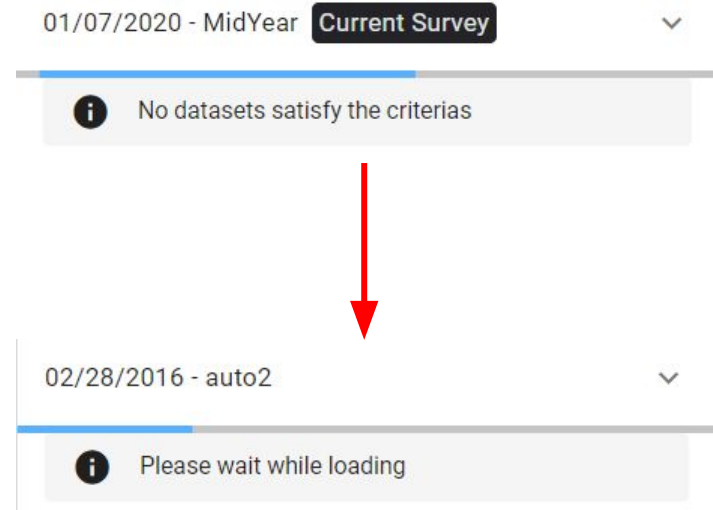 01/07/2020 - MidYear Current Survey
No datasets satisfy the criterias
02/28/2016 - auto2
Please wait while loading